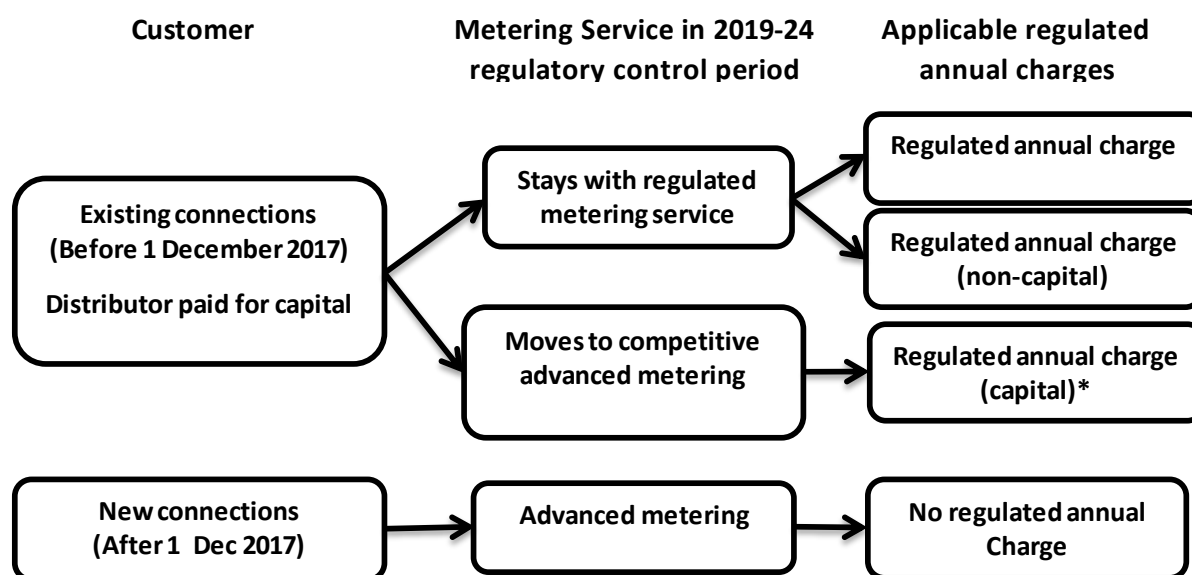 Customer
Metering Service in 2019-24
regulatory control period
Applicable regulated
annual charges
Existing connections
(Before 1 December 2017)
Distributor paid for capital
Stays with regulated
metering service
Regulated annual charge
Regulated annual charge
(non-capital)
Moves to competitive
advanced metering
Regulated annual charge
(capital)*
New connections
(After 1 Dec 2017)
Advanced metering
No regulated annual
Charge